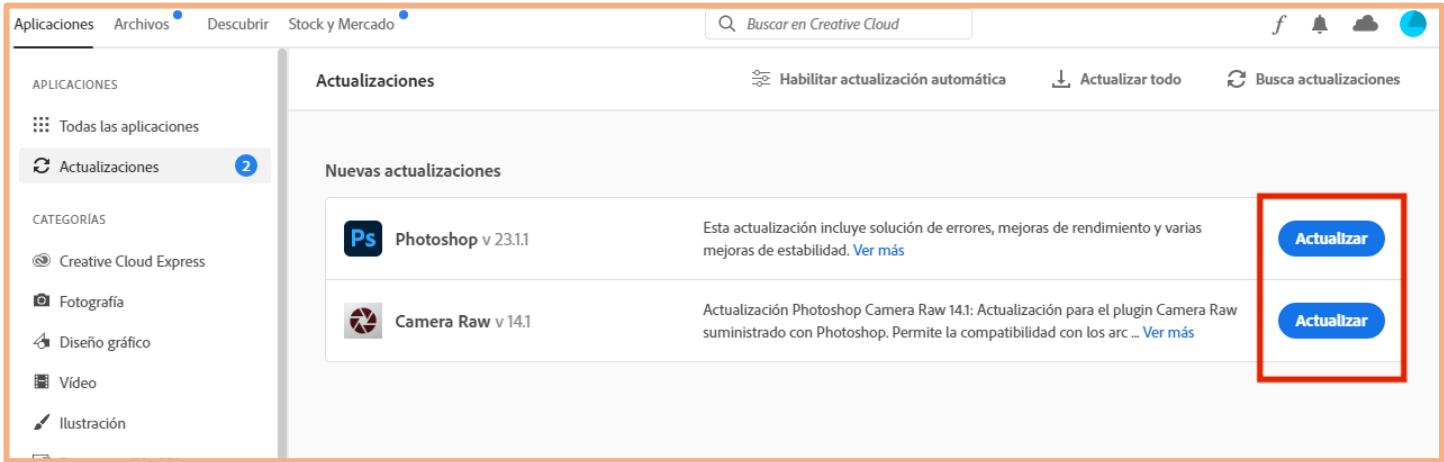 Aplicaciones Archivos Descubrir Stock y Mercado Buscar en Creative Cloud
APLICACIONES
Todas las aplicaciones
Actualizaciones 2
CATEGORÍAS
Creative Cloud Express
Fotografía
Diseño gráfico
Vídeo
Ilustración
Actualizaciones Habilitar actualización automática Actualizar todo Busca actualizaciones
Nuevas actualizaciones
Ps Photoshop v 23.1.1
Esta actualización incluye solución de errores, mejoras de rendimiento y varias
mejoras de estabilidad. Ver más
Actualizar
Camera Raw v 14.1
Actualización Photoshop Camera Raw 14.1: Actualización para el plugin Camera Raw
suministrado con Photoshop. Permite la compatibilidad con los arc ... Ver más
Actualizar